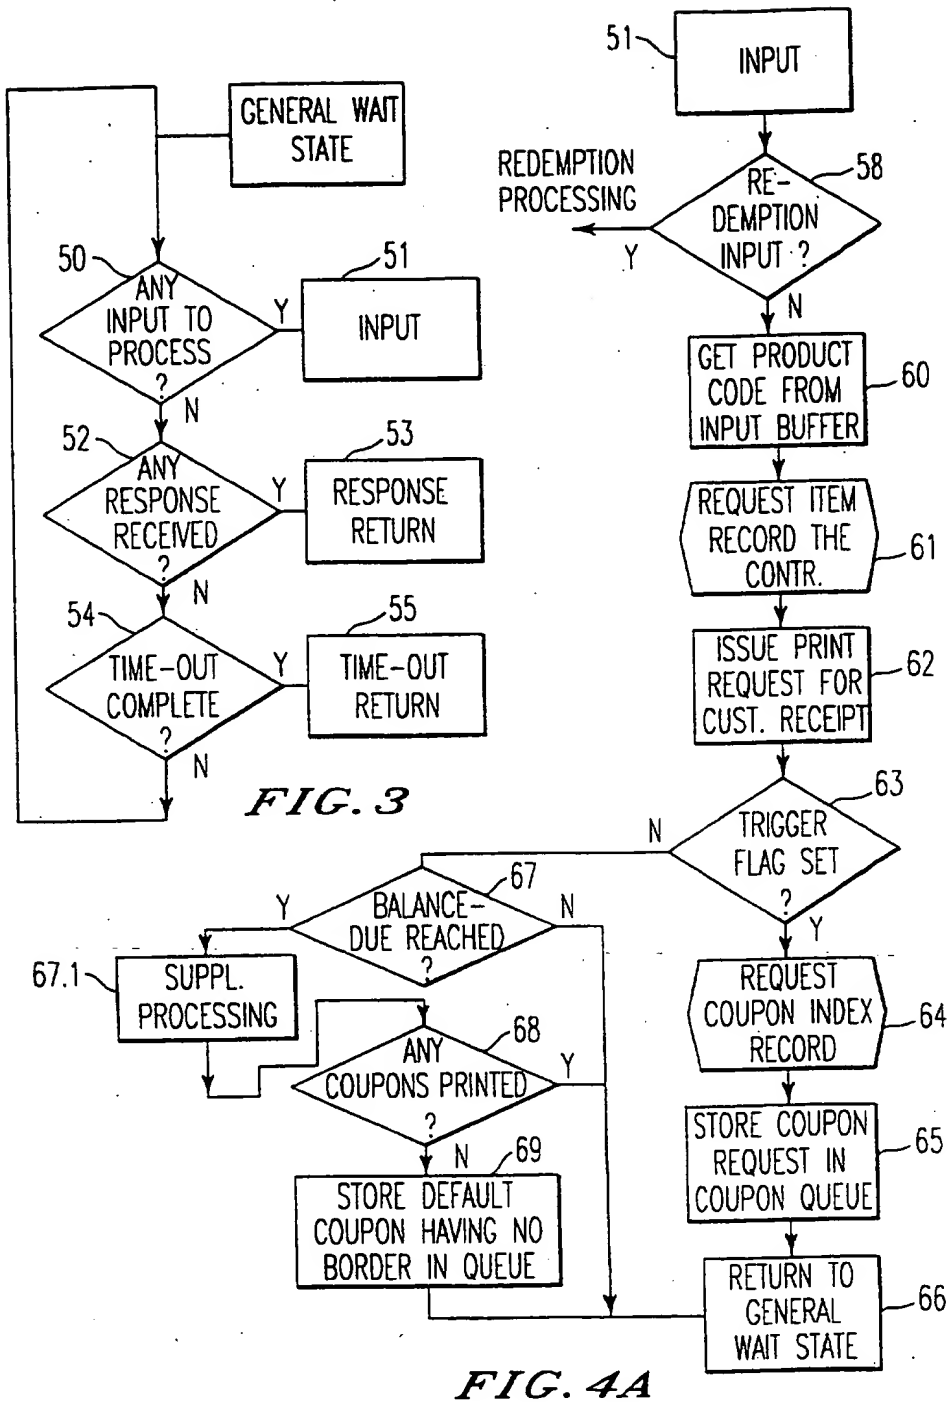 GENERAL WAIT
STATE
50
ANY
INPUT TO
PROCESS
?
Y
N
51
INPUT
52
ANY
RESPONSE
RECEIVED
?
Y
N
53
RESPONSE
RETURN
54
TIME-OUT
COMPLETE
?
Y
N
55
TIME-OUT
RETURN
FIG. 3
51
INPUT
58
RE-
DEMPTION
INPUT ?
REDEMPTION
PROCESSING
Y
N
GET PRODUCT
CODE FROM
INPUT BUFFER
60
REQUEST ITEM
RECORD THE
CONTR.
61
ISSUE PRINT
REQUEST FOR
CUST. RECEIPT
62
63
TRIGGER
FLAG SET
?
N
Y
67
BALANCE-
DUE REACHED
?
Y
N
67.1
SUPPL.
PROCESSING
68
ANY
COUPONS PRINTED
?
Y
N
69
STORE DEFAULT
COUPON HAVING NO
BORDER IN QUEUE
REQUEST
COUPON INDEX
RECORD
64
STORE COUPON
REQUEST IN
COUPON QUEUE
65
RETURN TO
GENERAL
WAIT STATE
66
FIG. 4A